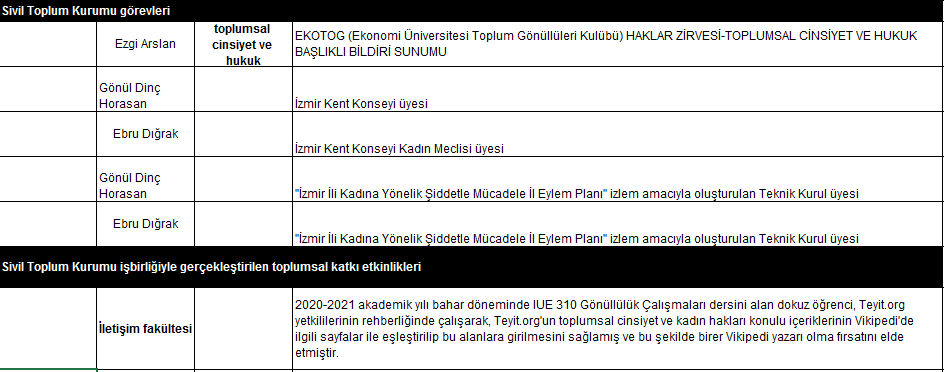 Sivil Toplum Kurumu görevleri
Ezgi Arslan
toplumsal
cinsiyet ve
hukuk
EKOTOG (Ekonomi Üniversitesi Toplum Gönüllüleri Kulübü) HAKLAR ZİRVESİ-TOPLUMSAL CİNSİYET VE HUKUK
BAŞLIKLI BİLDİRİ SUNUMU
Gönül Dinç
Horasan
İzmir Kent Konseyi üyesi
Ebru Dığrak
İzmir Kent Konseyi Kadın Meclisi üyesi
Gönül Dinç
Horasan
"İzmir İli Kadına Yönelik Şiddetle Mücadele İl Eylem Planı" izlem amacıyla oluşturulan Teknik Kurul üyesi
Ebru Dığrak
"İzmir İli Kadına Yönelik Şiddetle Mücadele İl Eylem Planı" izlem amacıyla oluşturulan Teknik Kurul üyesi
Sivil Toplum Kurumu işbirliğiyle gerçekleştirilen toplumsal katkı etkinlikleri
İletişim fakültesi
2020-2021 akademik yılı bahar döneminde IUE 310 Gönüllülük Çalışmaları dersini alan dokuz öğrenci, Teyit.org
yetkililerinin rehberliğinde çalışarak, Teyit.org'un toplumsal cinsiyet ve kadın hakları konulu içeriklerinin Vikipedi'de
ilgili sayfalar ile eşleştirilip bu alanlara girilmesini sağlamış ve bu şekilde birer Vikipedi yazarı olma fırsatını elde
etmiştir.